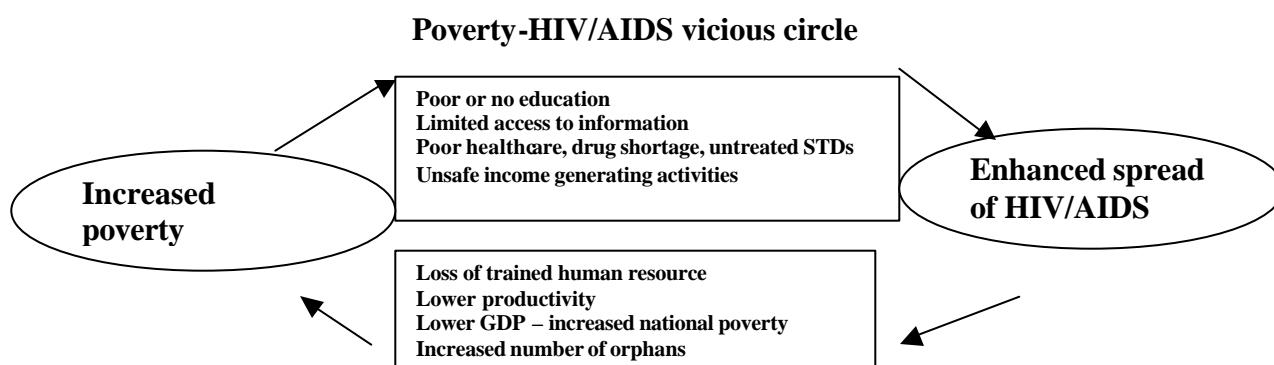 Poverty-HIV/AIDS vicious circle
Poor or no education
Limited access to information
Poor healthcare, drug shortage, untreated STDs
Unsafe income generating activities
Increased
poverty
Enhanced spread
of HIV/AIDS
Loss of trained human resource
Lower productivity
Lower GDP – increased national poverty
Increased number of orphans